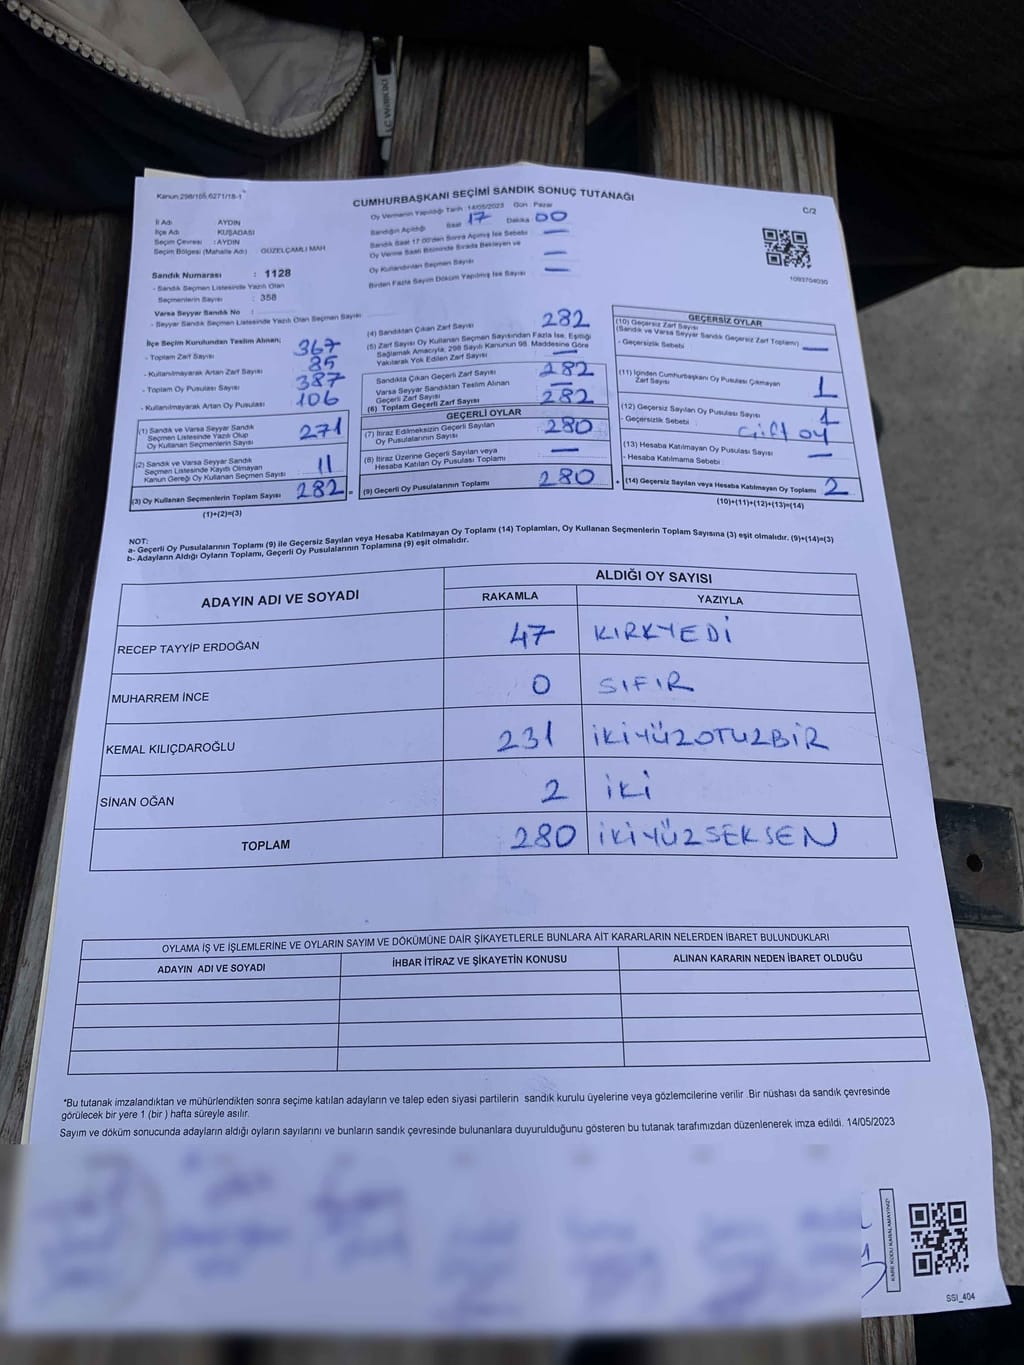 LC WAIKIKI
Kanun 298/105,6271/18-1
CUMHURBAŞKANI SEÇİMİ SANDIK SONUÇ TUTANAĞI
C/2
Oy Vermenin Yapıldığı Tarih : 14/05/2023 Gün : Pazar
İl Adı AYDIN
İlçe Adı KUŞADASI
Seçim Çevresi : AYDIN
Seçim Bölgesi (Mahalle Adı) GÜZELÇAMLI MAH
Sandığın Açıldığı Saat 17 Dakika 00
Sandık Saat 17:00'den Sonra Açılmış İse Sebebi —
Oy Verme Saati Bitiminde Sırada Bekleyen ve
Oy Kullandırılan Seçmen Sayısı —
Birden Fazla Sayım Döküm Yapılmış İse Sayısı —
1093704030
Sandık Numarası : 1128
- Sandık Seçmen Listesinde Yazılı Olan
Seçmenlerin Sayısı : 358
Varsa Seyyar Sandık No :
- Seyyar Sandık Seçmen Listesinde Yazılı Olan Seçmen Sayısı
İlçe Seçim Kurulundan Teslim Alınan;
- Toplam Zarf Sayısı 367
- Kullanılmayarak Artan Zarf Sayısı 85
- Toplam Oy Pusulası Sayısı 387
- Kullanılmayarak Artan Oy Pusulası 106
(1) Sandık ve Varsa Seyyar Sandık
Seçmen Listesinde Yazılı Olup
Oy Kullanan Seçmenlerin Sayısı 271
(2) Sandık ve Varsa Seyyar Sandık
Seçmen Listesinde Kayıtlı Olmayan
Kanun Gereği Oy Kullanan Seçmen Sayısı 11
(3) Oy Kullanan Seçmenlerin Toplam Sayısı 282 =
(1)+(2)=(3)
(4) Sandıktan Çıkan Zarf Sayısı 282
(5) Zarf Sayısı Oy Kullanan Seçmen Sayısından Fazla İse, Eşitliği
Sağlamak Amacıyla; 298 Sayılı Kanunun 98. Maddesine Göre
Yakılarak Yok Edilen Zarf Sayısı —
Sandıkta Çıkan Geçerli Zarf Sayısı 282
Varsa Seyyar Sandıktan Teslim Alınan
Geçerli Zarf Sayısı —
(6) Toplam Geçerli Zarf Sayısı 282
GEÇERLİ OYLAR
(7) İtiraz Edilmeksizin Geçerli Sayılan
Oy Pusulalarının Sayısı 280
(8) İtiraz Üzerine Geçerli Sayılan veya
Hesaba Katılan Oy Pusulası Toplamı —
(9) Geçerli Oy Pusulalarının Toplamı 280 +
GEÇERSİZ OYLAR
(10) Geçersiz Zarf Sayısı
(Sandık ve Varsa Seyyar Sandık Geçersiz Zarf Toplamı) —
- Geçersizlik Sebebi :
(11) İçinden Cumhurbaşkanı Oy Pusulası Çıkmayan
Zarf Sayısı 1
(12) Geçersiz Sayılan Oy Pusulası Sayısı 1
- Geçersizlik Sebebi : Çift oy
(13) Hesaba Katılmayan Oy Pusulası Sayısı —
- Hesaba Katılmama Sebebi :
(14) Geçersiz Sayılan veya Hesaba Katılmayan Oy Toplamı 2
(10)+(11)+(12)+(13)=(14)
NOT:
a- Geçerli Oy Pusulalarının Toplamı (9) ile Geçersiz Sayılan veya Hesaba Katılmayan Oy Toplamı (14) Toplamları, Oy Kullanan Seçmenlerin Toplam Sayısına (3) eşit olmalıdır. (9)+(14)=(3)
b- Adayların Aldığı Oyların Toplamı, Geçerli Oy Pusulalarının Toplamına (9) eşit olmalıdır.
ADAYIN ADI VE SOYADI ALDIĞI OY SAYISI
RAKAMLA YAZIYLA
RECEP TAYYİP ERDOĞAN 47 KIRKYEDİ
MUHARREM İNCE 0 SIFIR
KEMAL KILIÇDAROĞLU 231 İKİYÜZOTUZBİR
SİNAN OĞAN 2 İKİ
TOPLAM 280 İKİYÜZSEKSEN
OYLAMA İŞ VE İŞLEMLERİNE VE OYLARIN SAYIM VE DÖKÜMÜNE DAİR ŞİKAYETLERLE BUNLARA AİT KARARLARIN NELERDEN İBARET BULUNDUKLARI
ADAYIN ADI VE SOYADI İHBAR İTİRAZ VE ŞİKAYETİN KONUSU ALINAN KARARIN NEDEN İBARET OLDUĞU
*Bu tutanak imzalandıktan ve mühürlendikten sonra seçime katılan adayların ve talep eden siyasi partilerin sandık kurulu üyelerine veya gözlemcilerine verilir .Bir nüshası da sandık çevresinde
görülecek bir yere 1 (bir ) hafta süreyle asılır.
Sayım ve döküm sonucunda adayların aldığı oyların sayılarını ve bunların sandık çevresinde bulunanlara duyurulduğunu gösteren bu tutanak tarafımızdan düzenlenerek imza edildi. 14/05/2023
KARE KODU KARALAMAYINIZ!
SSI_404